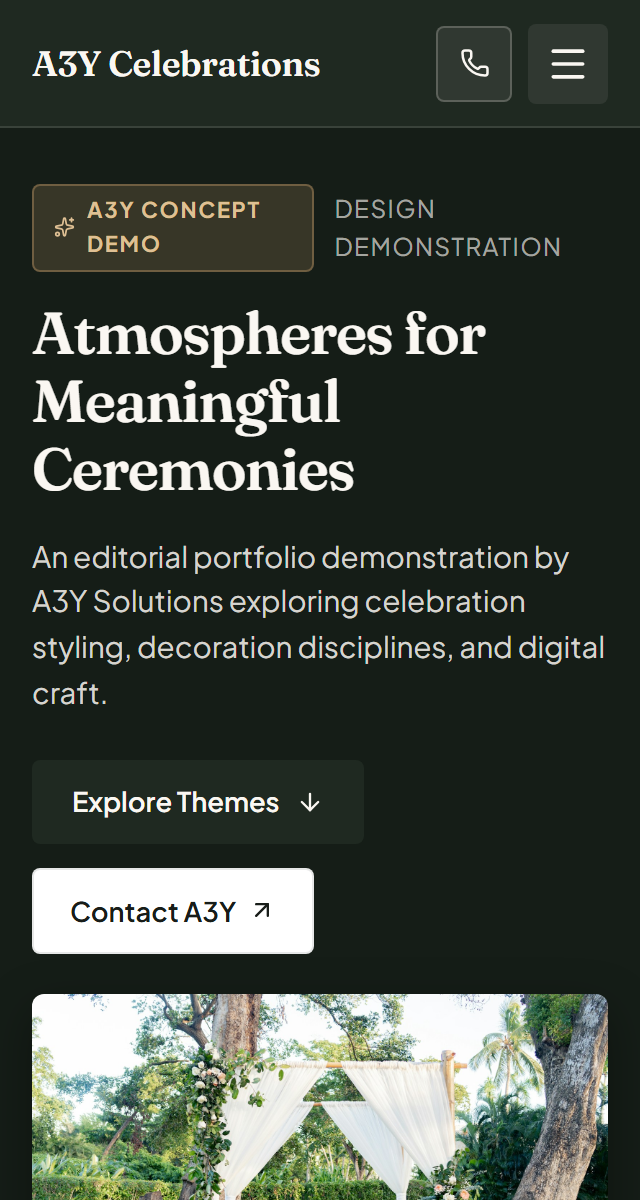 A3Y Celebrations
A3Y CONCEPT
DEMO
DESIGN
DEMONSTRATION
Atmospheres for
Meaningful
Ceremonies
An editorial portfolio demonstration by
A3Y Solutions exploring celebration
styling, decoration disciplines, and digital
craft.
Explore Themes
Contact A3Y